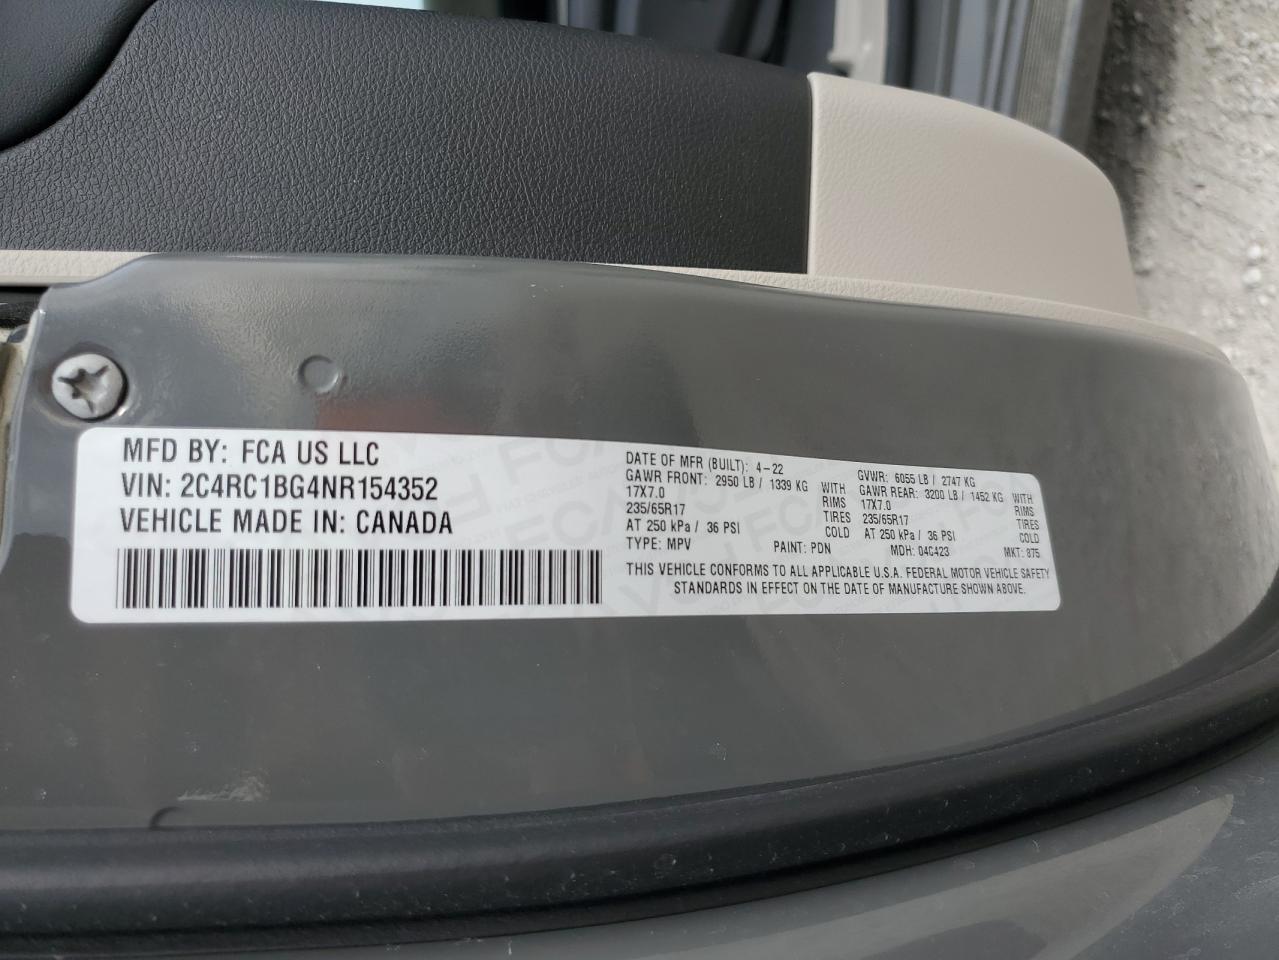 MFD BY: FCA US LLC
VIN: 2C4RC1BG4NR154352
VEHICLE MADE IN: CANADA
DATE OF MFR (BUILT): 4-22 GVWR: 6055 LB / 2747 KG
GAWR FRONT: 2950 LB / 1339 KG WITH GAWR REAR: 3200 LB / 1452 KG WITH
17X7.0 RIMS 17X7.0 RIMS
235/65R17 TIRES 235/65R17 TIRES
AT 250 kPa / 36 PSI COLD AT 250 kPa / 36 PSI COLD
TYPE: MPV PAINT: PDN MDH: 04C423 MKT: 875
THIS VEHICLE CONFORMS TO ALL APPLICABLE U.S.A. FEDERAL MOTOR VEHICLE SAFETY
STANDARDS IN EFFECT ON THE DATE OF MANUFACTURE SHOWN ABOVE.